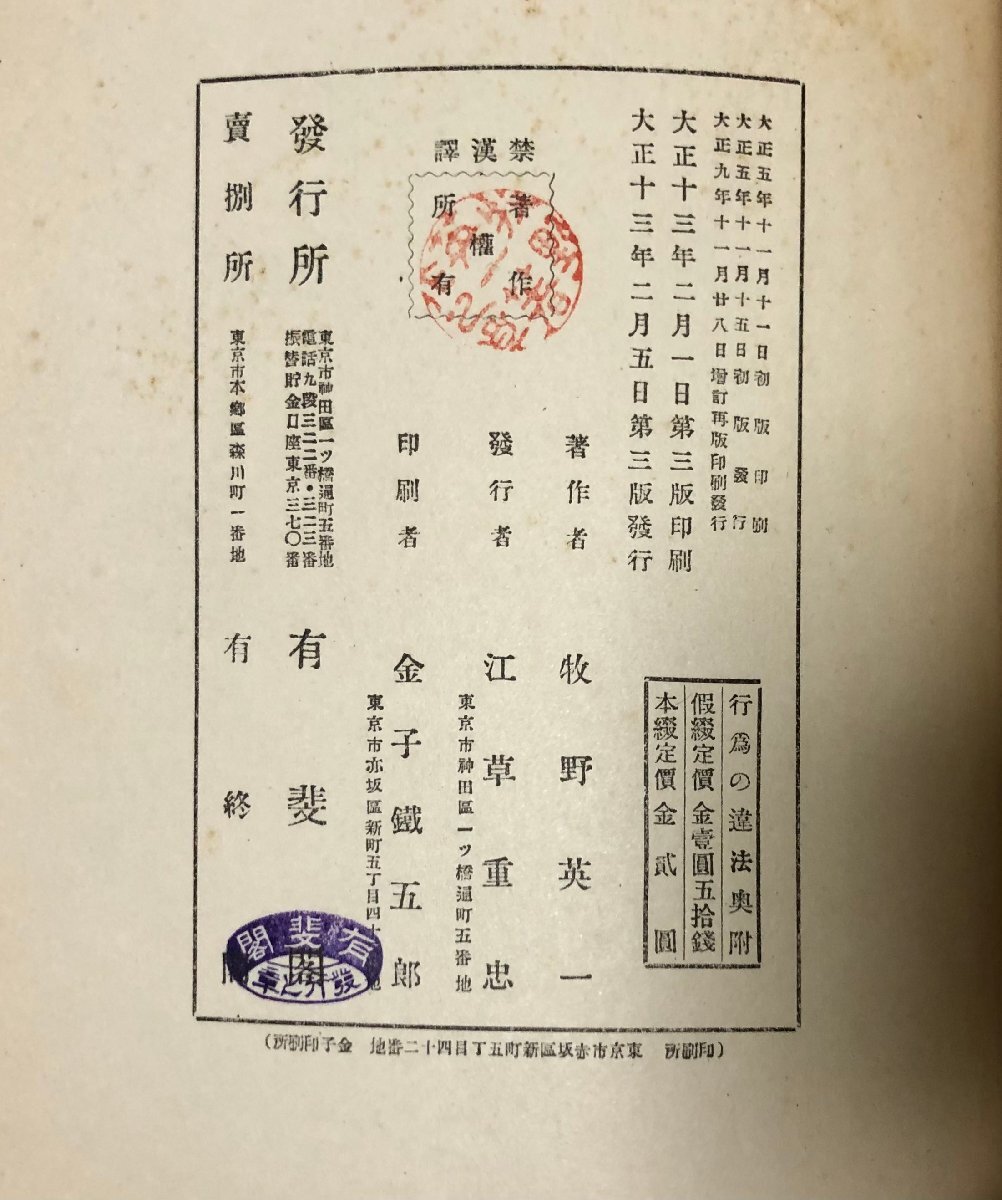 大正五年十一月十一日初版印刷
大正五年十一月十五日初版發行
大正九年十一月廿八日增訂再版印刷發行
大正十三年二月一日第三版印刷
大正十三年二月五日第三版發行
行爲の違法奥附
假綴定價金壹圓五拾錢
本綴定價金貳圓
禁漢譯
著作
權
所有
著作者 牧野英一
發行者 江草重忠
東京市神田區一ツ橋通町五番地
印刷者 金子鐵五郎
東京市赤坂區新町五丁目四十
發行所 有斐閣
東京市神田區一ツ橋通町五番地
電話九段三二二番・三二三番
振替貯金口座東京三七〇番
賣捌所 有終閣
東京市本郷區森川町一番地
有斐閣
發行之章
(印刷所 東京市赤坂區新町五丁目四十二番地 金子印刷所)